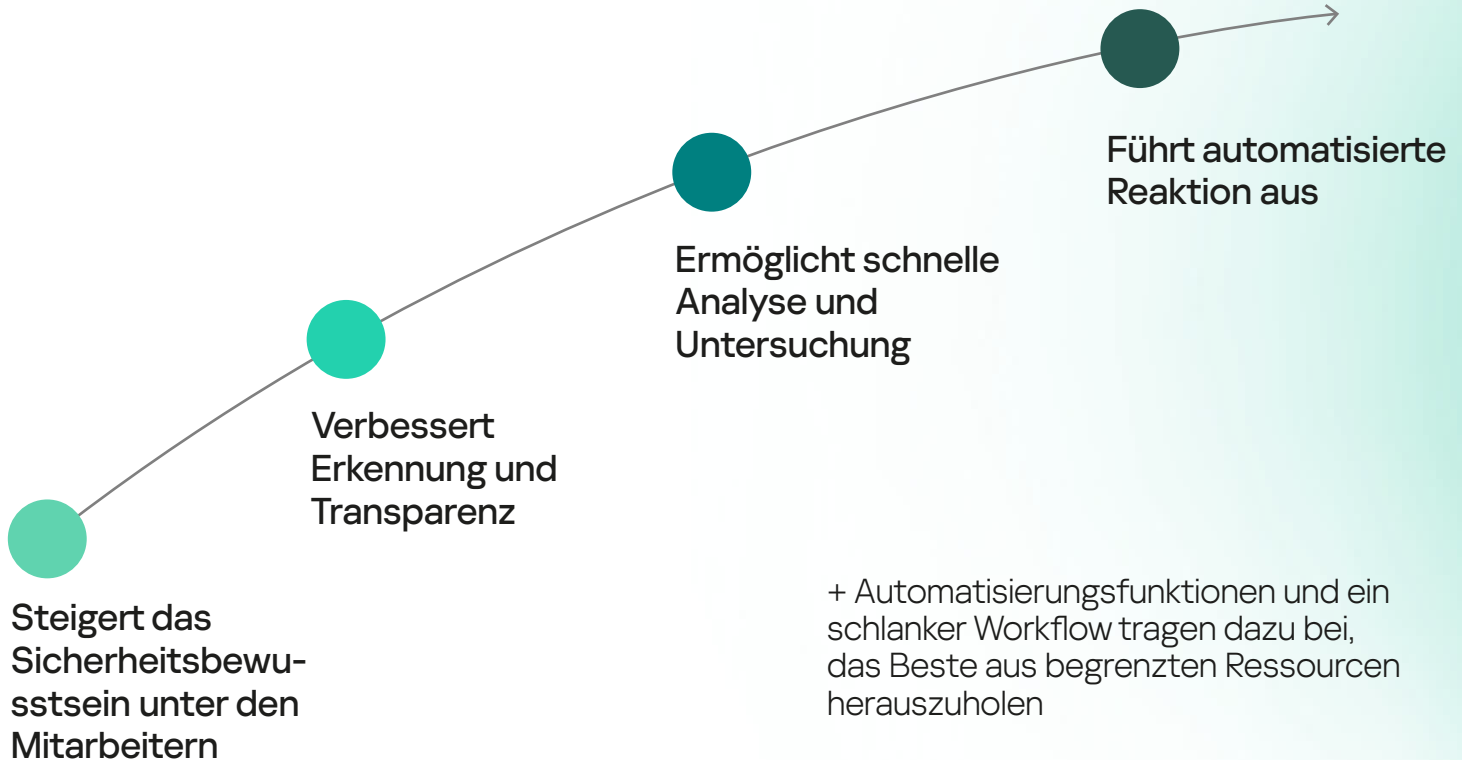 Steigert das
Sicherheitsbewu-
sstsein unter den
Mitarbeitern
Verbessert
Erkennung und
Transparenz
Ermöglicht schnelle
Analyse und
Untersuchung
Führt automatisierte
Reaktion aus
+ Automatisierungsfunktionen und ein
schlanker Workflow tragen dazu bei,
das Beste aus begrenzten Ressourcen
herauszuholen